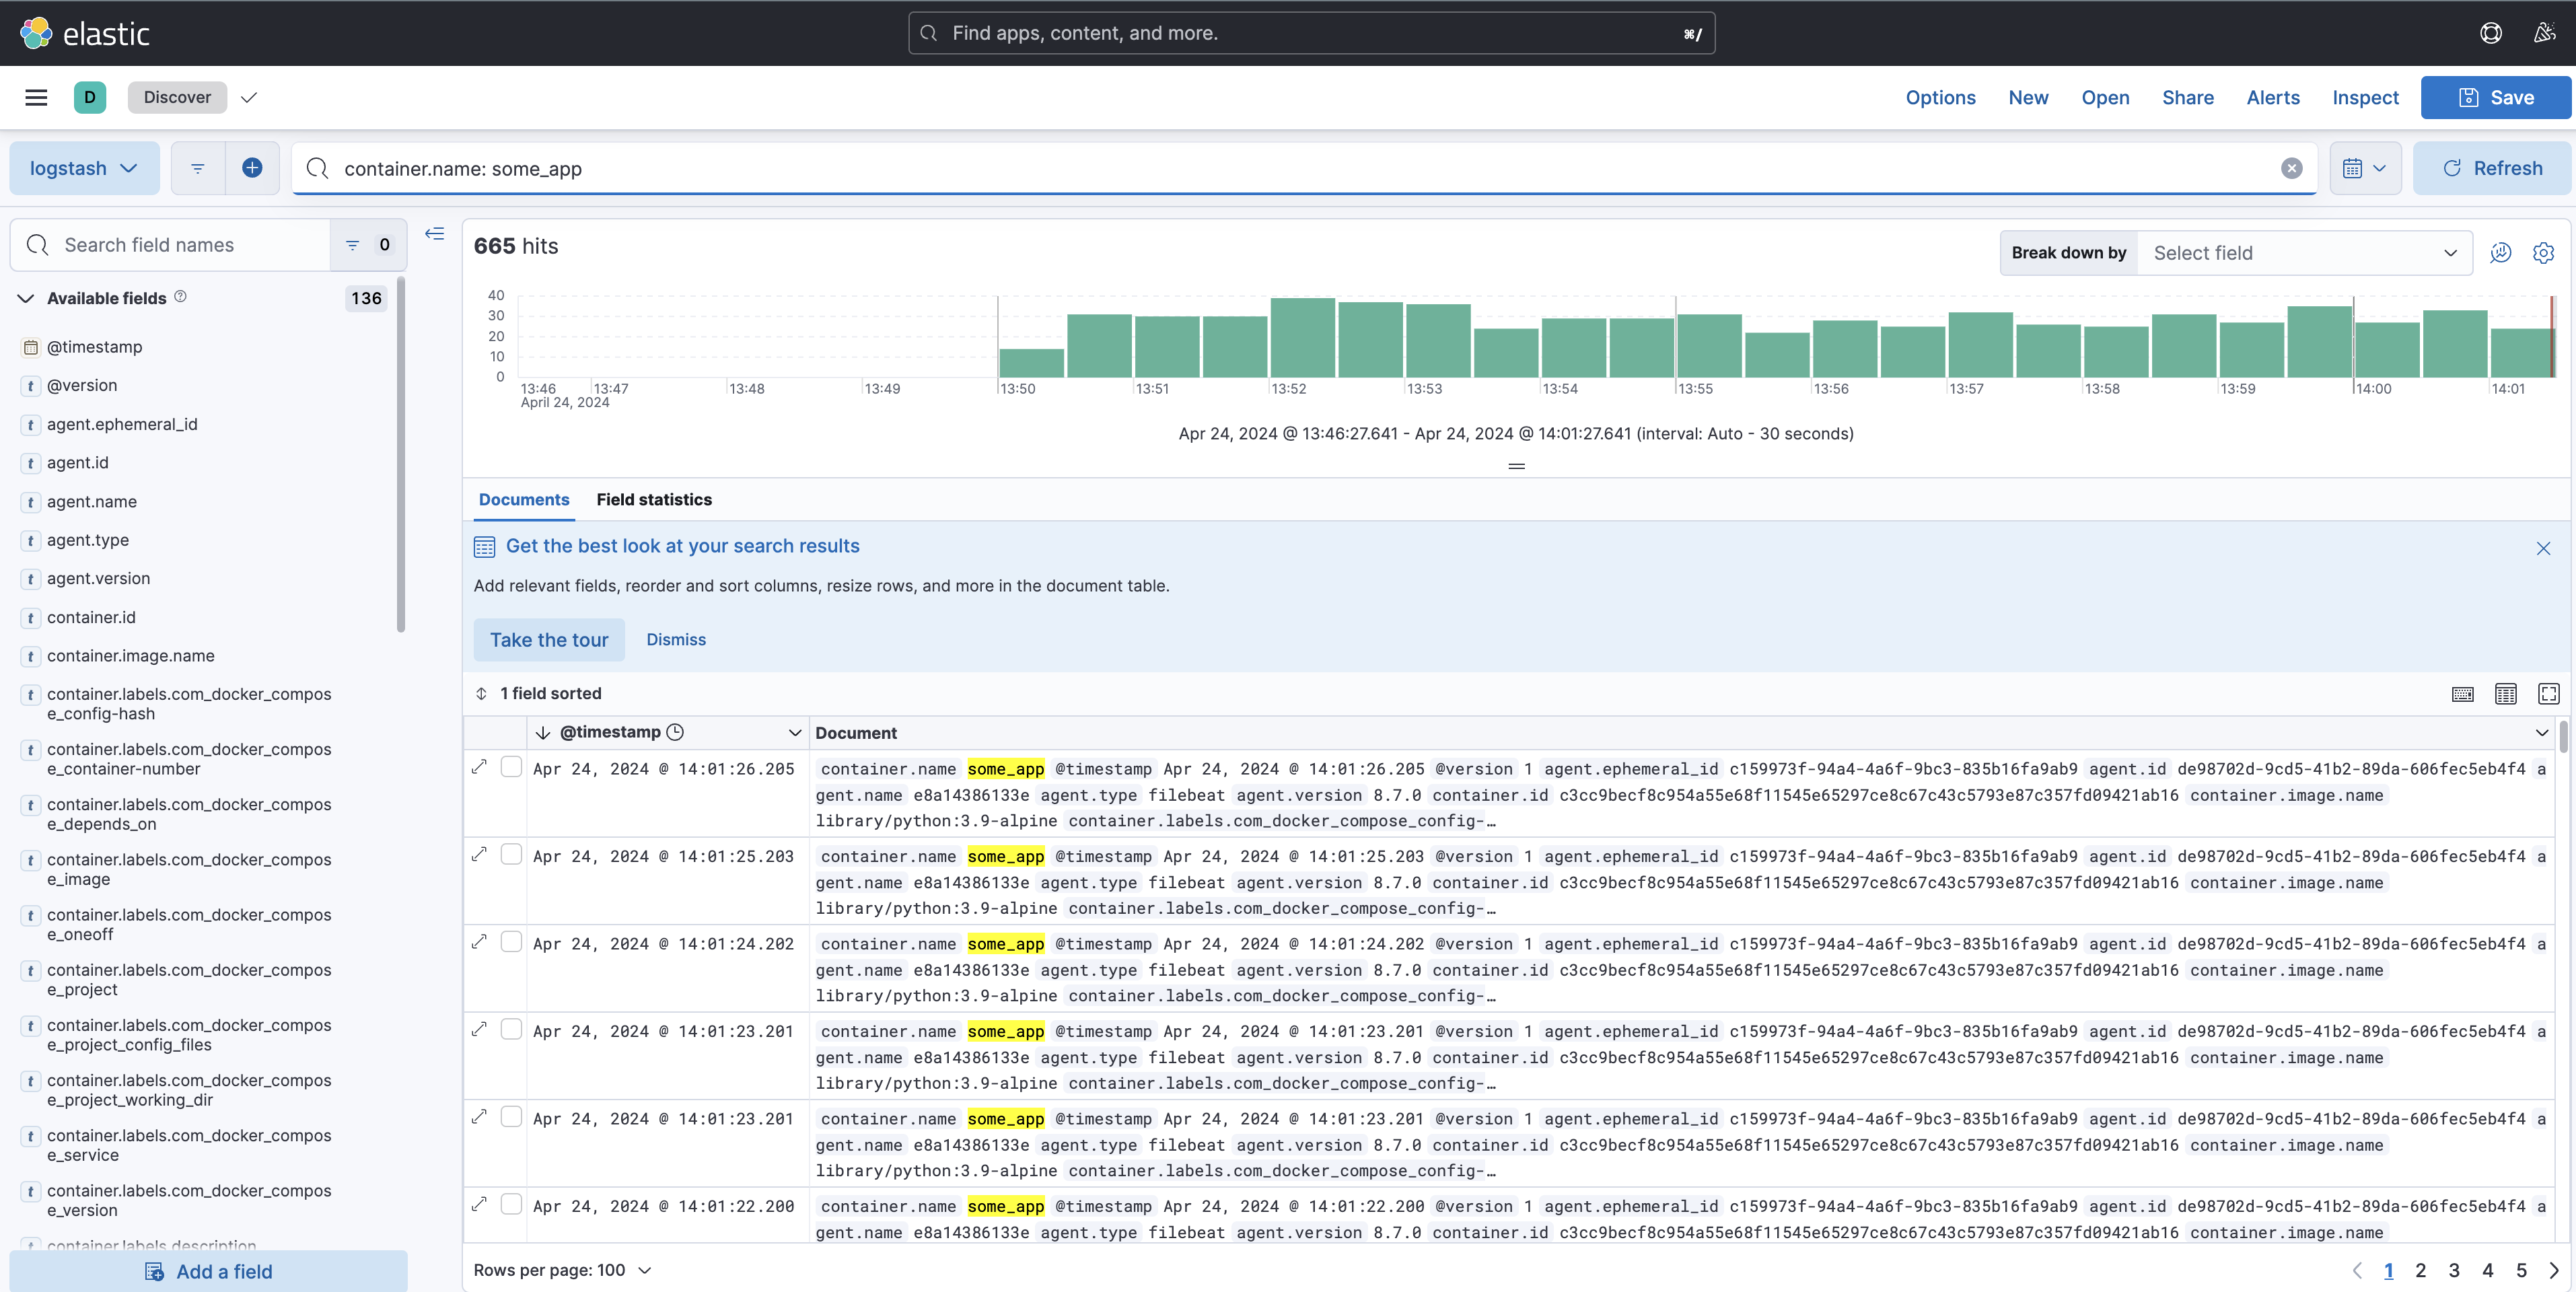 elastic
Find apps, content, and more.
⌘/
D
Discover
Options New Open Share Alerts Inspect Save
logstash
container.name: some_app
Refresh
Search field names
0
Available fields
136
@timestamp
@version
agent.ephemeral_id
agent.id
agent.name
agent.type
agent.version
container.id
container.image.name
container.labels.com_docker_compos
e_config-hash
container.labels.com_docker_compos
e_container-number
container.labels.com_docker_compos
e_depends_on
container.labels.com_docker_compos
e_image
container.labels.com_docker_compos
e_oneoff
container.labels.com_docker_compos
e_project
container.labels.com_docker_compos
e_project_config_files
container.labels.com_docker_compos
e_project_working_dir
container.labels.com_docker_compos
e_service
container.labels.com_docker_compos
e_version
container.labels.description
Add a field
665 hits
Break down by Select field
40
30
20
10
0
13:46 13:47 13:48 13:49 13:50 13:51 13:52 13:53 13:54 13:55 13:56 13:57 13:58 13:59 14:00 14:01
April 24, 2024
Apr 24, 2024 @ 13:46:27.641 - Apr 24, 2024 @ 14:01:27.641 (interval: Auto - 30 seconds)
Documents Field statistics
Get the best look at your search results
Add relevant fields, reorder and sort columns, resize rows, and more in the document table.
Take the tour Dismiss
1 field sorted
@timestamp Document
Apr 24, 2024 @ 14:01:26.205 container.name some_app @timestamp Apr 24, 2024 @ 14:01:26.205 @version 1 agent.ephemeral_id c159973f-94a4-4a6f-9bc3-835b16fa9ab9 agent.id de98702d-9cd5-41b2-89da-606fec5eb4f4 a
gent.name e8a14386133e agent.type filebeat agent.version 8.7.0 container.id c3cc9becf8c954a55e68f11545e65297ce8c67c43c5793e87c357fd09421ab16 container.image.name
library/python:3.9-alpine container.labels.com_docker_compose_config-…
Apr 24, 2024 @ 14:01:25.203 container.name some_app @timestamp Apr 24, 2024 @ 14:01:25.203 @version 1 agent.ephemeral_id c159973f-94a4-4a6f-9bc3-835b16fa9ab9 agent.id de98702d-9cd5-41b2-89da-606fec5eb4f4 a
gent.name e8a14386133e agent.type filebeat agent.version 8.7.0 container.id c3cc9becf8c954a55e68f11545e65297ce8c67c43c5793e87c357fd09421ab16 container.image.name
library/python:3.9-alpine container.labels.com_docker_compose_config-…
Apr 24, 2024 @ 14:01:24.202 container.name some_app @timestamp Apr 24, 2024 @ 14:01:24.202 @version 1 agent.ephemeral_id c159973f-94a4-4a6f-9bc3-835b16fa9ab9 agent.id de98702d-9cd5-41b2-89da-606fec5eb4f4 a
gent.name e8a14386133e agent.type filebeat agent.version 8.7.0 container.id c3cc9becf8c954a55e68f11545e65297ce8c67c43c5793e87c357fd09421ab16 container.image.name
library/python:3.9-alpine container.labels.com_docker_compose_config-…
Apr 24, 2024 @ 14:01:23.201 container.name some_app @timestamp Apr 24, 2024 @ 14:01:23.201 @version 1 agent.ephemeral_id c159973f-94a4-4a6f-9bc3-835b16fa9ab9 agent.id de98702d-9cd5-41b2-89da-606fec5eb4f4 a
gent.name e8a14386133e agent.type filebeat agent.version 8.7.0 container.id c3cc9becf8c954a55e68f11545e65297ce8c67c43c5793e87c357fd09421ab16 container.image.name
library/python:3.9-alpine container.labels.com_docker_compose_config-…
Apr 24, 2024 @ 14:01:23.201 container.name some_app @timestamp Apr 24, 2024 @ 14:01:23.201 @version 1 agent.ephemeral_id c159973f-94a4-4a6f-9bc3-835b16fa9ab9 agent.id de98702d-9cd5-41b2-89da-606fec5eb4f4 a
gent.name e8a14386133e agent.type filebeat agent.version 8.7.0 container.id c3cc9becf8c954a55e68f11545e65297ce8c67c43c5793e87c357fd09421ab16 container.image.name
library/python:3.9-alpine container.labels.com_docker_compose_config-…
Apr 24, 2024 @ 14:01:22.200 container.name some_app @timestamp Apr 24, 2024 @ 14:01:22.200 @version 1 agent.ephemeral_id c159973f-94a4-4a6f-9bc3-835b16fa9ab9 agent.id de98702d-9cd5-41b2-89da-606fec5eb4f4 a
gent.name e8a14386133e agent.type filebeat agent.version 8.7.0 container.id c3cc9becf8c954a55e68f11545e65297ce8c67c43c5793e87c357fd09421ab16 container.image.name
Rows per page: 100
1 2 3 4 5